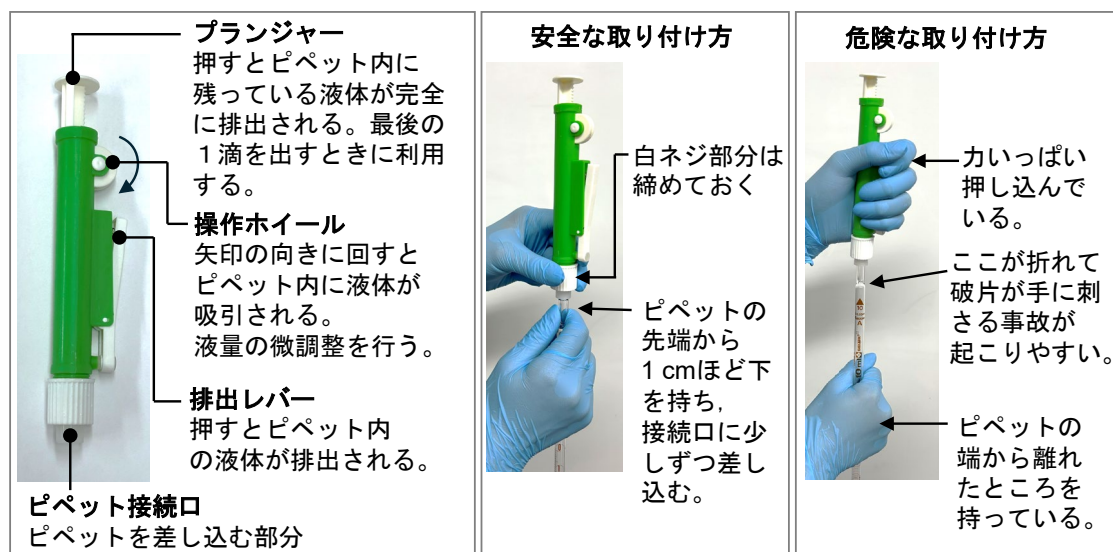 プランジャー
押すとピペット内に
残っている液体が完全
に排出される。最後の
１滴を出すときに利用
する。
操作ホイール
矢印の向きに回すと
ピペット内に液体が
吸引される。
液量の微調整を行う。
排出レバー
押すとピペット内
の液体が排出される。
ピペット接続口
ピペットを差し込む部分
安全な取り付け方
白ネジ部分は
締めておく
ピペットの
先端から
１cmほど下
を持ち,
接続口に少
しずつ差し
込む。
危険な取り付け方
力いっぱい
押し込んで
いる。
ここが折れて
破片が手に刺
さる事故が
起こりやすい。
ピペットの
端から離れ
たところを
持っている。